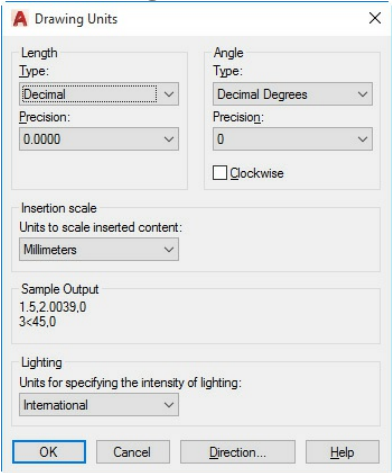 Drawing Units
Length
Type:
Decimal
Precision:
0.0000
Angle
Type:
Decimal Degrees
Precision:
0
Clockwise
Insertion scale
Units to scale inserted content:
Millimeters
Sample Output
1.5,2.0039,0
3<45,0
Lighting
Units for specifying the intensity of lighting:
International
OK
Cancel
Direction...
Help